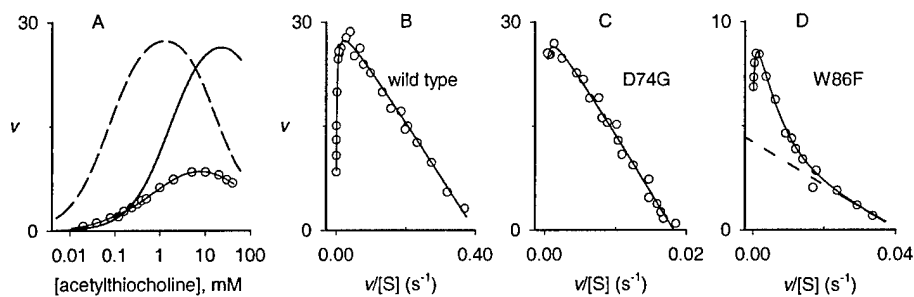 A
30
0
v
0.01 0.1 1 10 100
[acetylthiocholine], mM
B
30
0
wild type
0.00 0.40
v/[S] (s⁻¹)
C
30
0
v
D74G
0.00 0.02
v/[S] (s⁻¹)
D
10
0
W86F
0.00 0.04
v/[S] (s⁻¹)